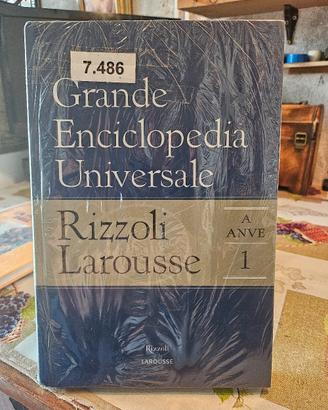 7.486
Grande
Enciclopedia
Universale
Rizzoli
Larousse
A
ANVE
1
Rizzoli
LAROUSSE